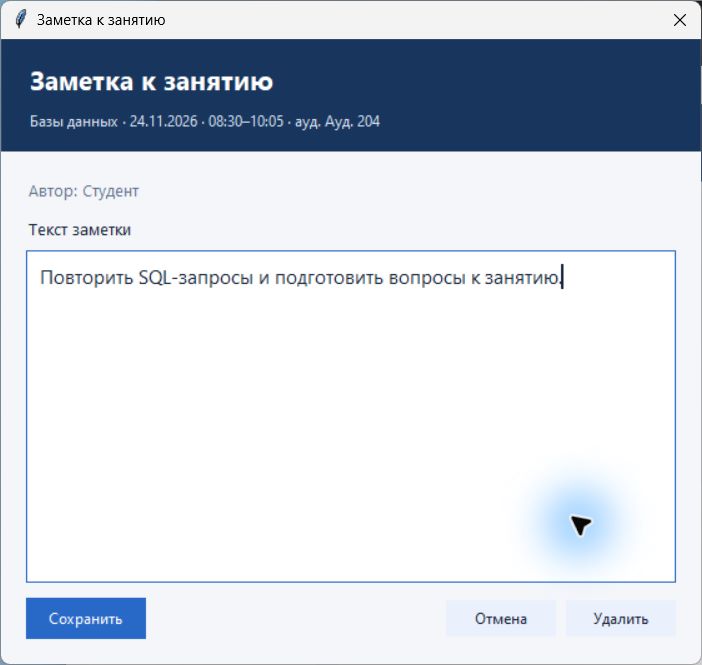 Заметка к занятию
Заметка к занятию
Базы данных · 24.11.2026 · 08:30–10:05 · ауд. Ауд. 204
Автор: Студент
Текст заметки
Повторить SQL-запросы и подготовить вопросы к занятию.
Сохранить
Отмена
Удалить